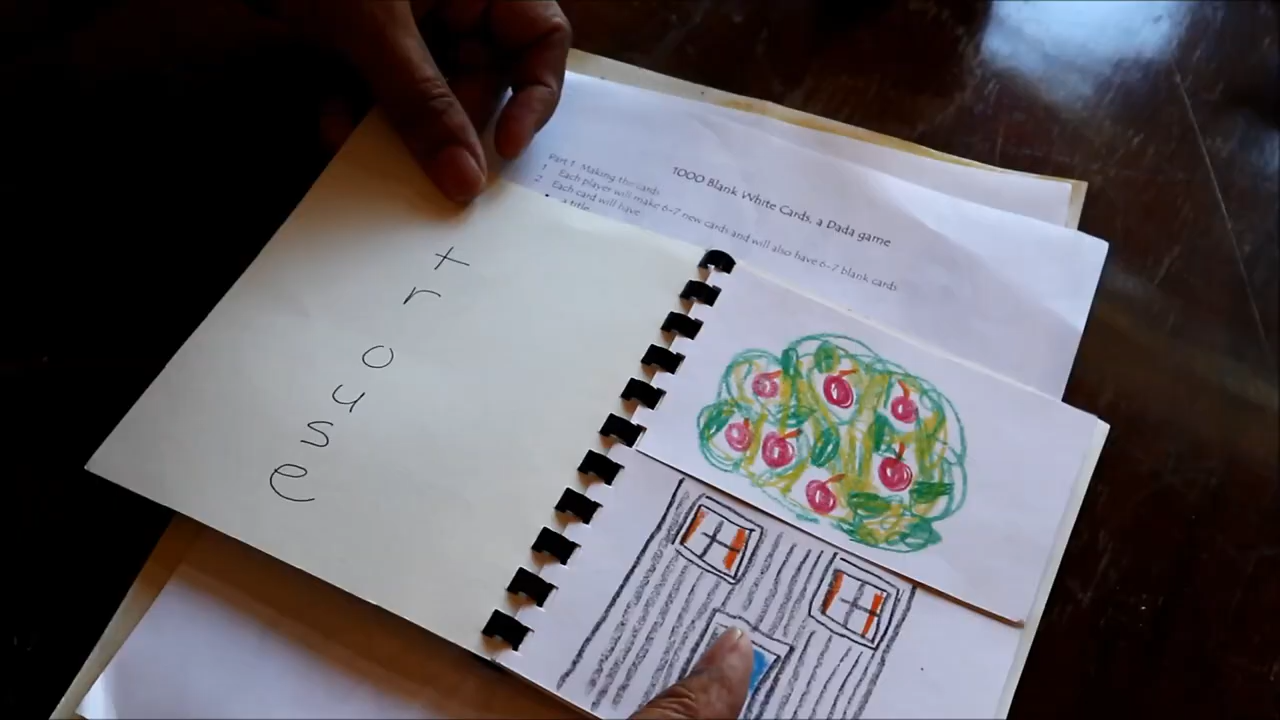 1000 Blank White Cards, a Dada game
Part 1 Making the cards
1 Each player will make 6-7 new cards and will also have 6-7 blank cards
2 Each card will have
• a title
t
r
o
u
s
e